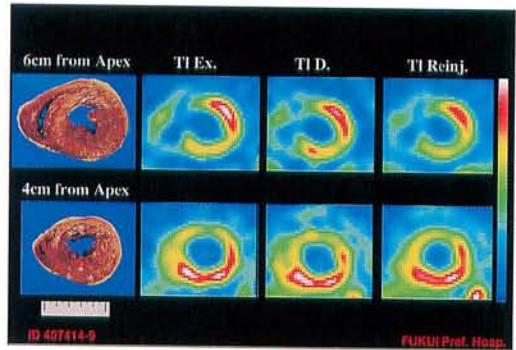 6cm from Apex Tl Ex. Tl D. Tl Reinj.
4cm from Apex
ID 407414-9 FUKUI Pref. Hosp.